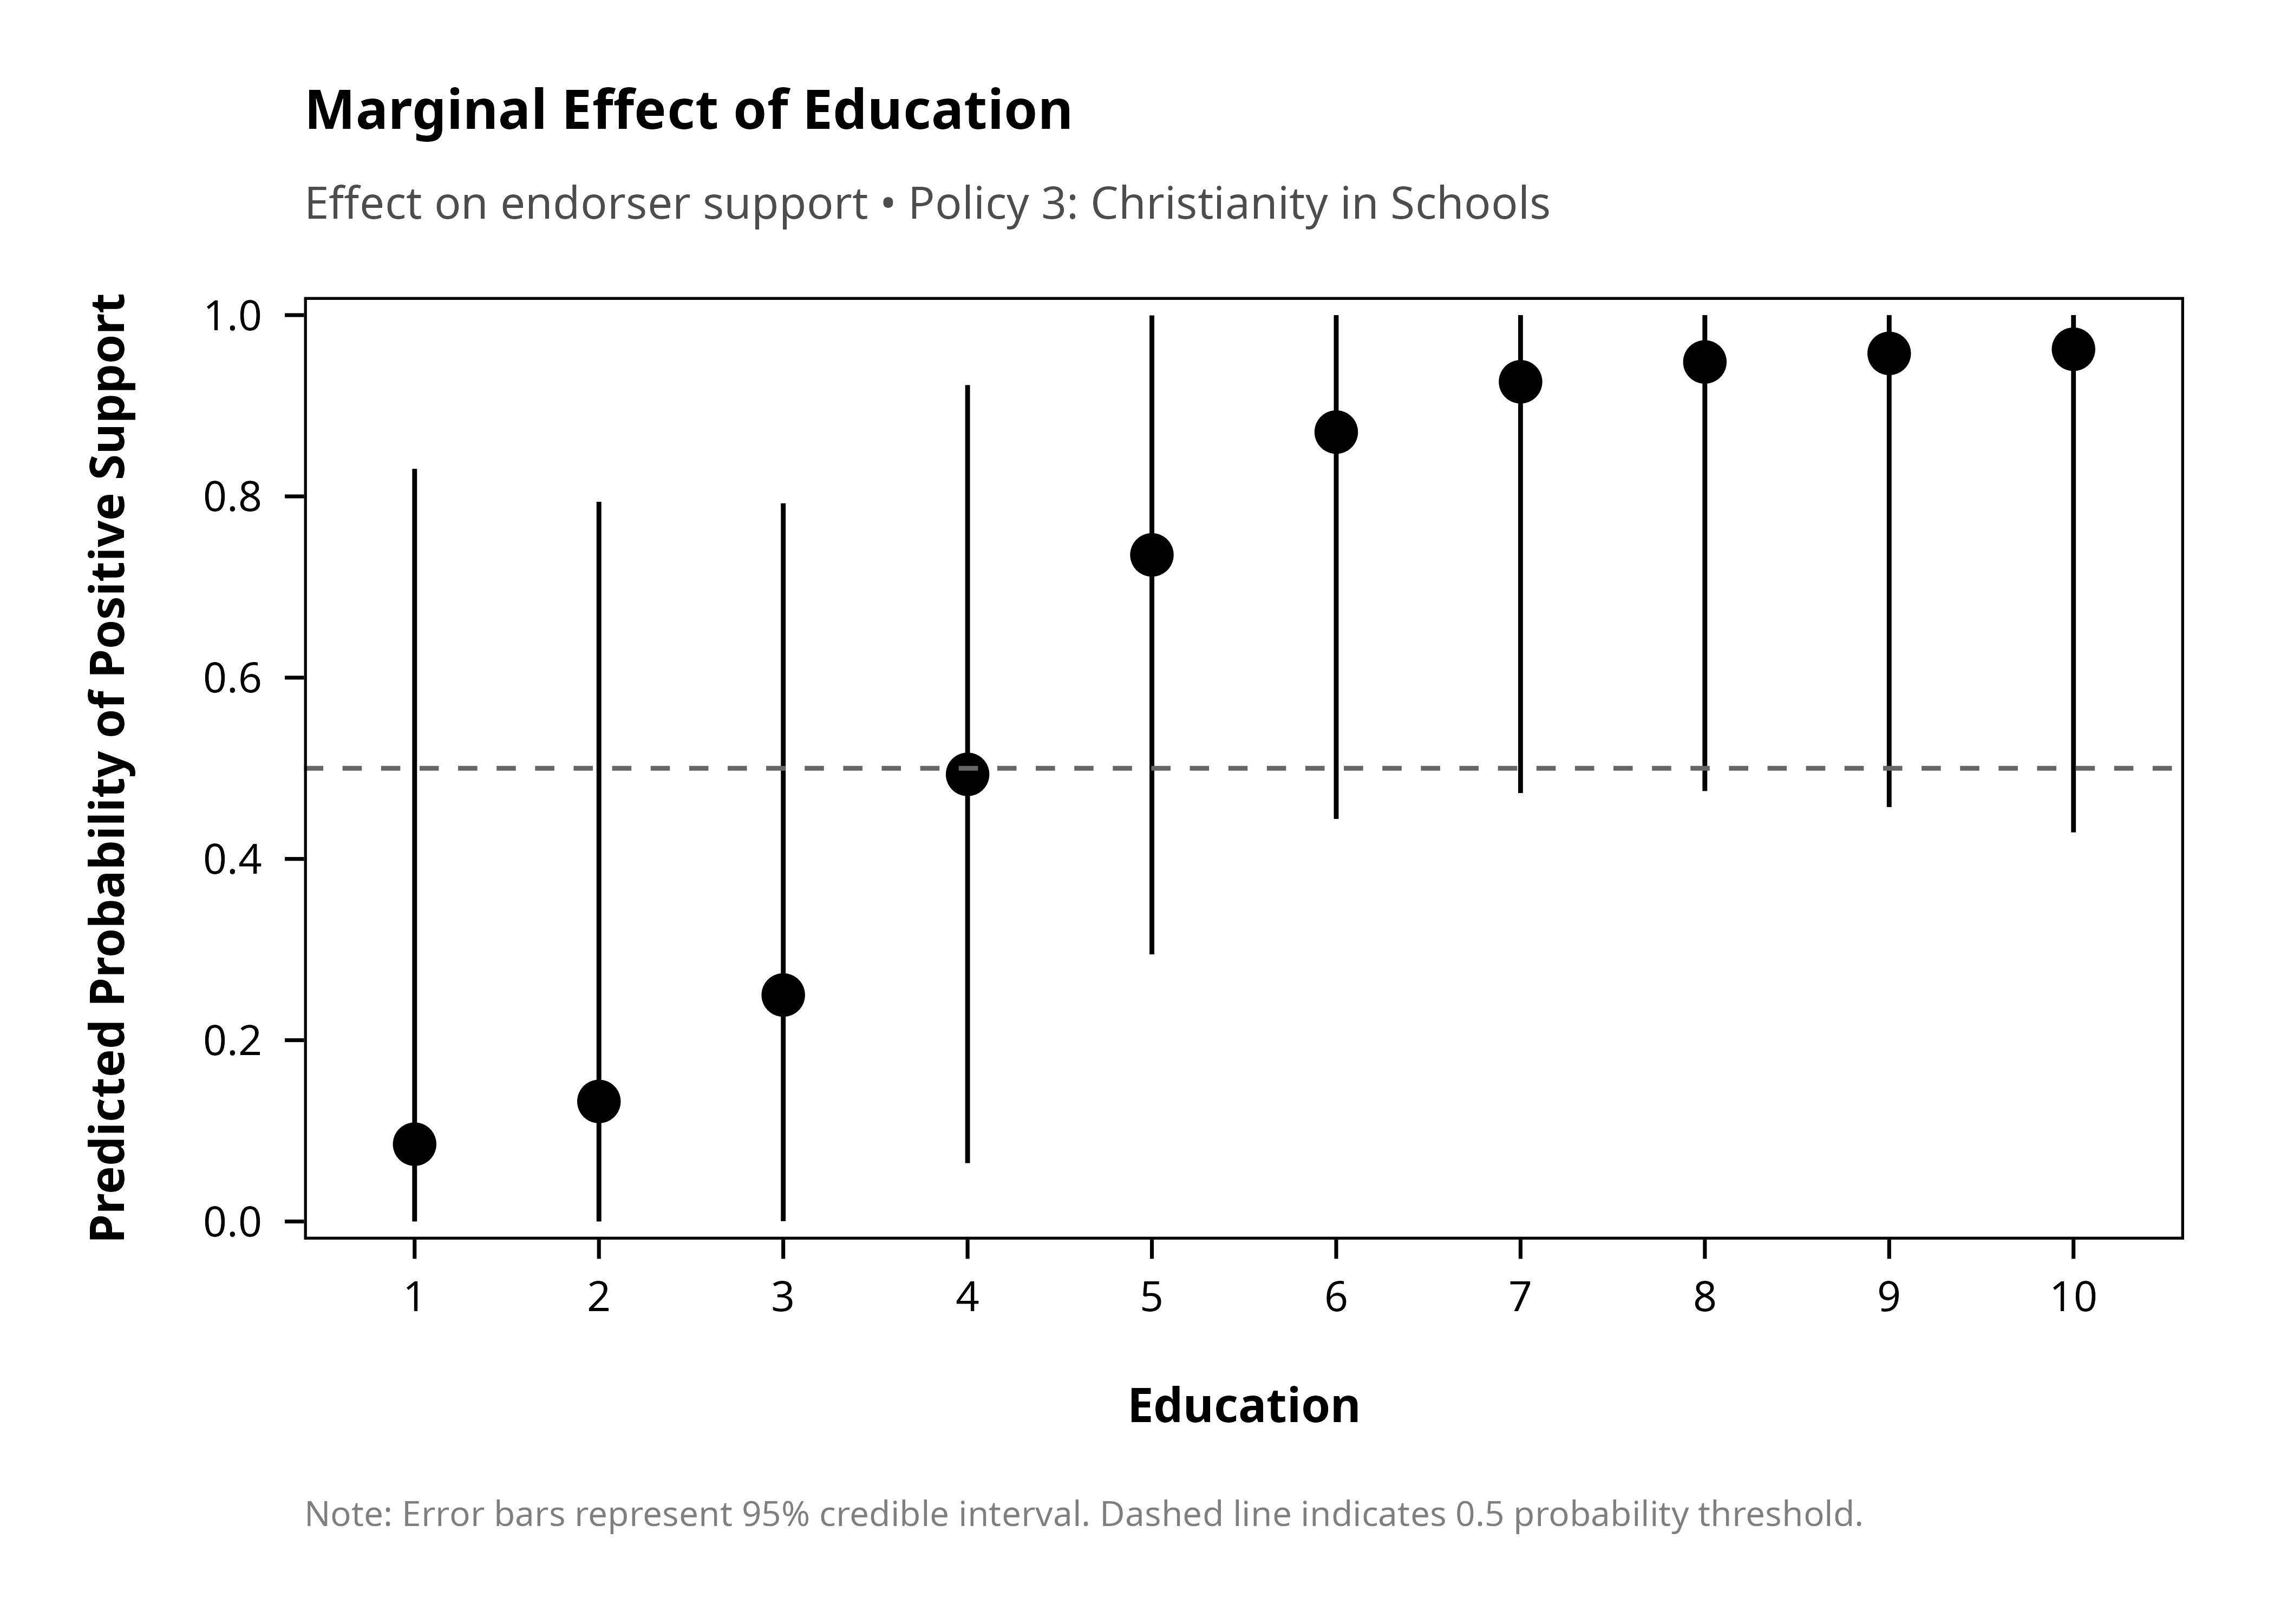 Marginal Effect of Education
Effect on endorser support • Policy 3: Christianity in Schools
Predicted Probability of Positive Support
1.0
0.8
0.6
0.4
0.2
0.0
1 2 3 4 5 6 7 8 9 10
Education
Note: Error bars represent 95% credible interval. Dashed line indicates 0.5 probability threshold.